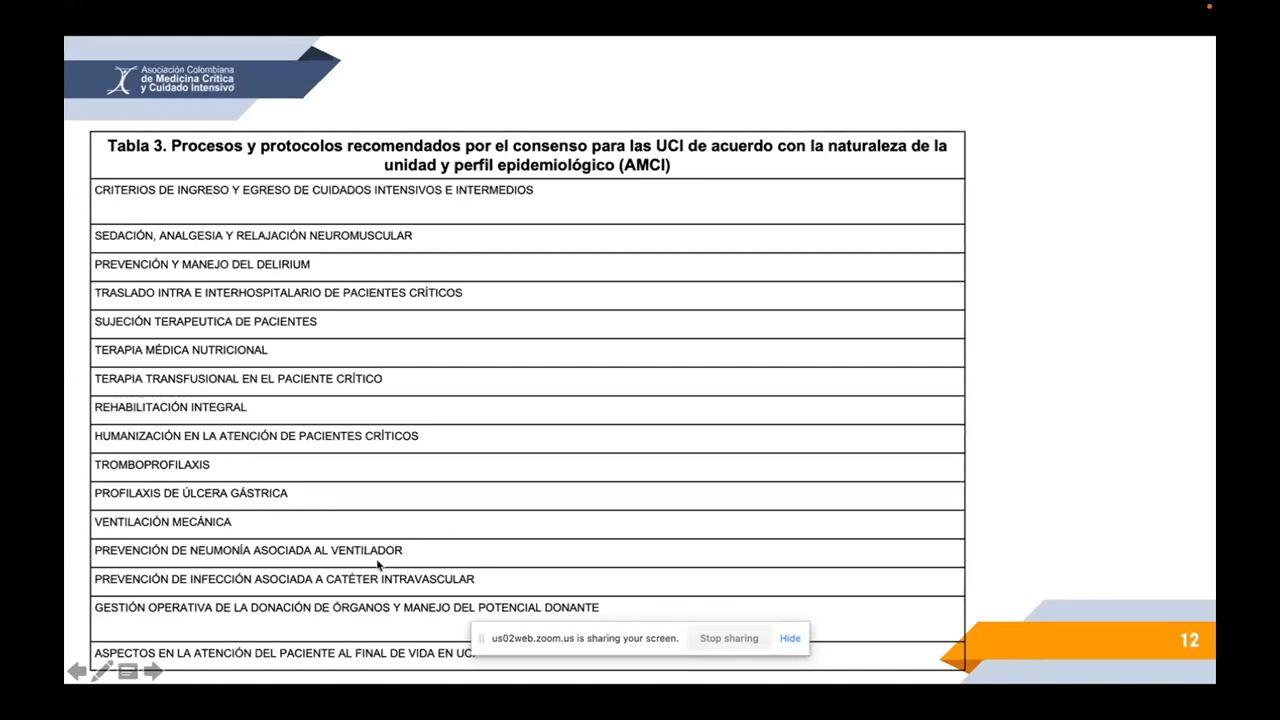 Asociación Colombiana
de Medicina Crítica
y Cuidado Intensivo
Tabla 3. Procesos y protocolos recomendados por el consenso para las UCI de acuerdo con la naturaleza de la
unidad y perfil epidemiológico (AMCI)
CRITERIOS DE INGRESO Y EGRESO DE CUIDADOS INTENSIVOS E INTERMEDIOS
SEDACIÓN, ANALGESIA Y RELAJACIÓN NEUROMUSCULAR
PREVENCIÓN Y MANEJO DEL DELIRIUM
TRASLADO INTRA E INTERHOSPITALARIO DE PACIENTES CRÍTICOS
SUJECIÓN TERAPEUTICA DE PACIENTES
TERAPIA MÉDICA NUTRICIONAL
TERAPIA TRANSFUSIONAL EN EL PACIENTE CRÍTICO
REHABILITACIÓN INTEGRAL
HUMANIZACIÓN EN LA ATENCIÓN DE PACIENTES CRÍTICOS
TROMBOPROFILAXIS
PROFILAXIS DE ÚLCERA GÁSTRICA
VENTILACIÓN MECÁNICA
PREVENCIÓN DE NEUMONÍA ASOCIADA AL VENTILADOR
PREVENCIÓN DE INFECCIÓN ASOCIADA A CATÉTER INTRAVASCULAR
GESTIÓN OPERATIVA DE LA DONACIÓN DE ÓRGANOS Y MANEJO DEL POTENCIAL DONANTE
us02web.zoom.us is sharing your screen. Stop sharing Hide
12
ASPECTOS EN LA ATENCIÓN DEL PACIENTE AL FINAL DE VIDA EN